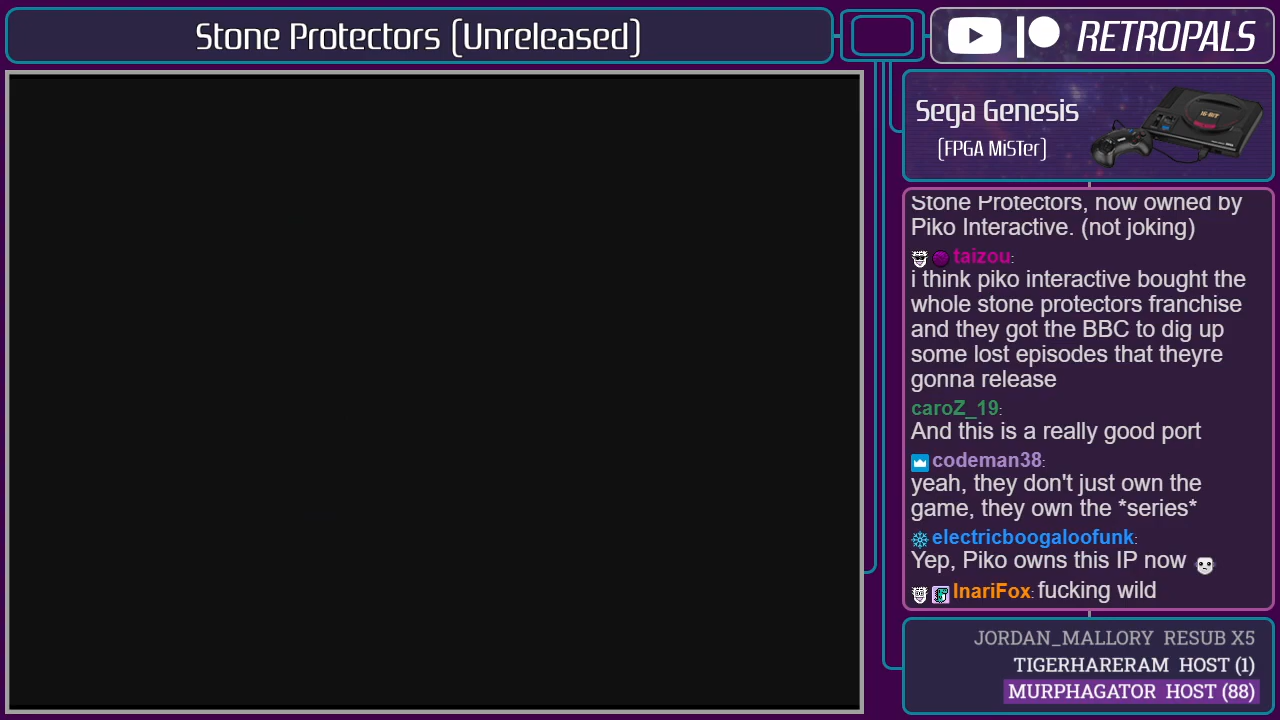 Stone Protectors (Unreleased)
RETROPALS
Sega Genesis
(FPGA MiSTer)
16-BIT
Stone Protectors, now owned by
Piko Interactive. (not joking)
taizou:
i think piko interactive bought the
whole stone protectors franchise
and they got the BBC to dig up
some lost episodes that theyre
gonna release
caroZ_19:
And this is a really good port
codeman38:
yeah, they don't just own the
game, they own the *series*
electricboogaloofunk:
Yep, Piko owns this IP now
InariFox: fucking wild
JORDAN_MALLORY RESUB X5
TIGERHARERAM HOST (1)
MURPHAGATOR HOST (88)